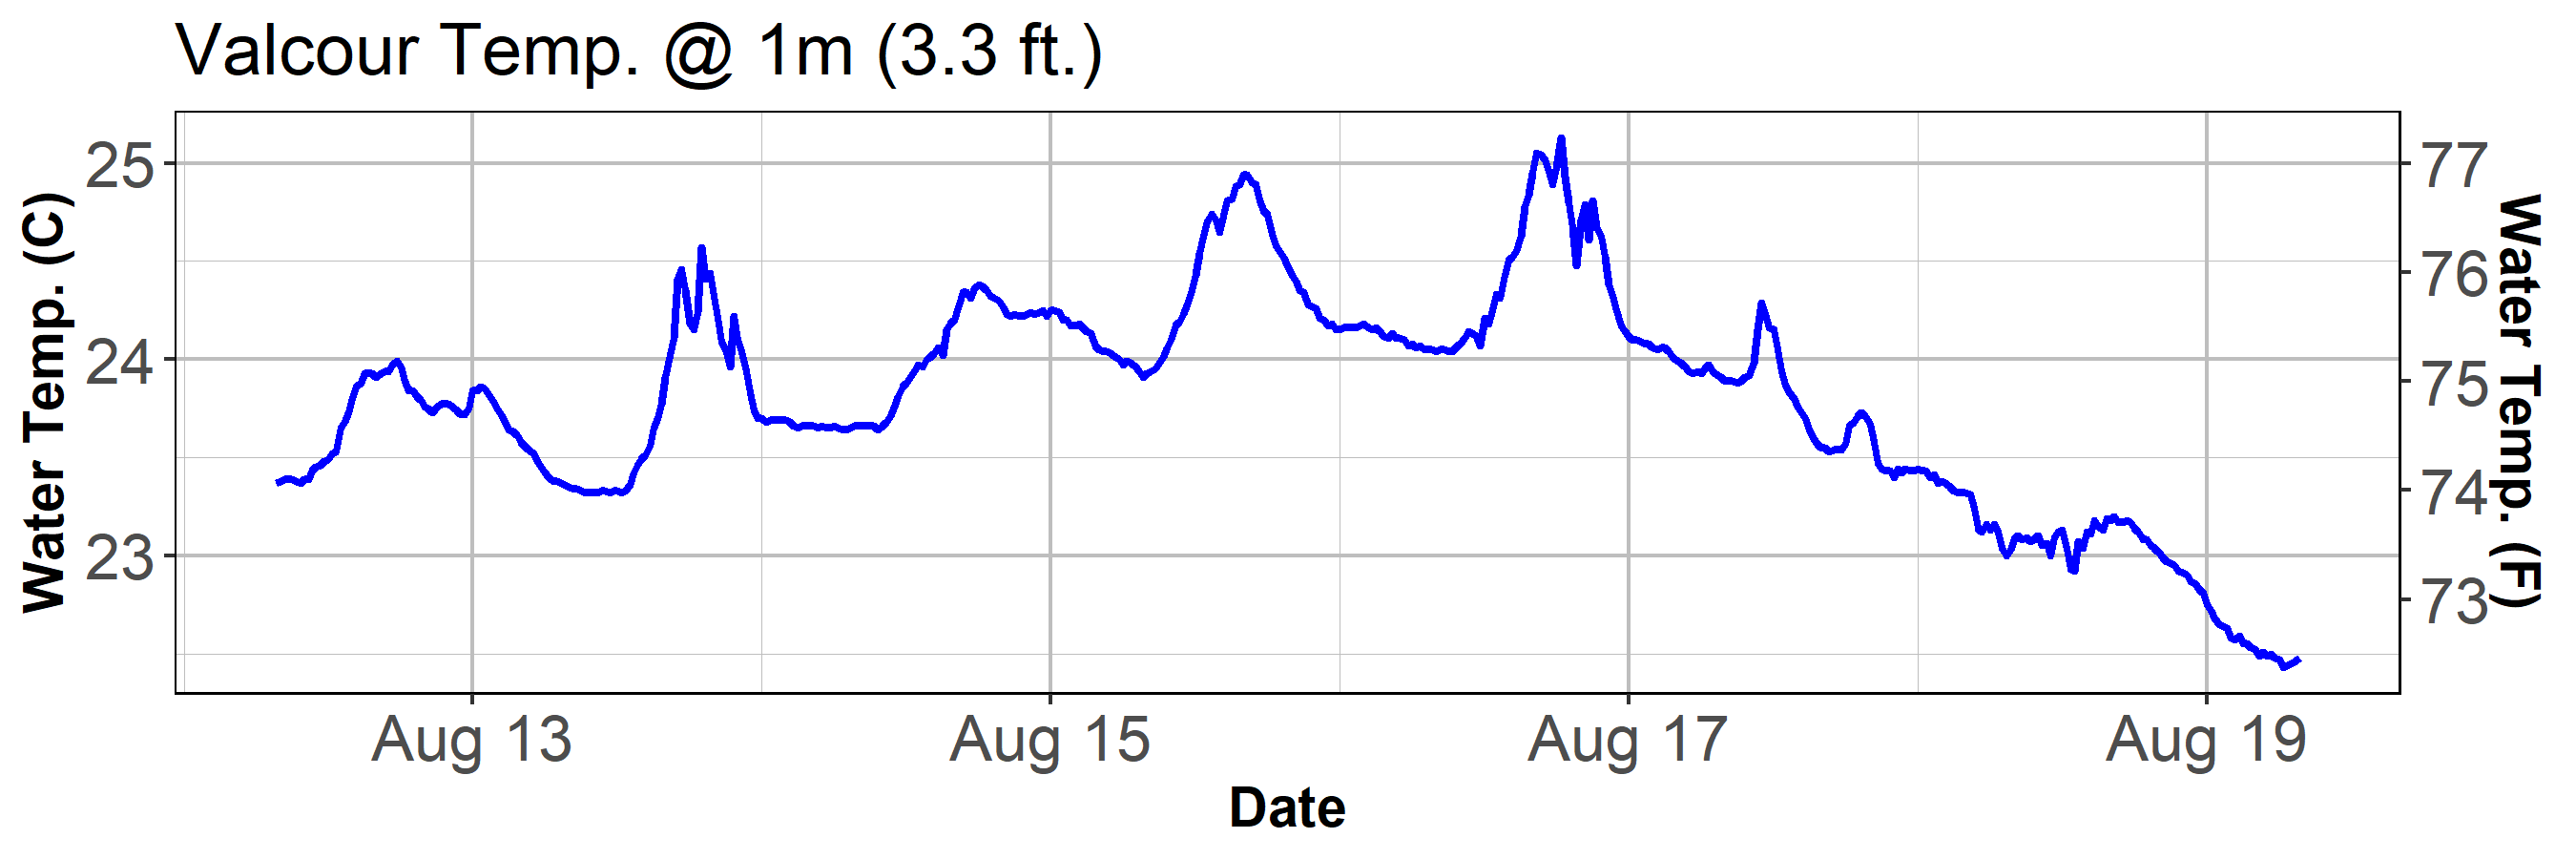 Valcour Temp. @ 1m (3.3 ft.)
Water Temp. (C)
25
24
23
77
76
75
74
73
Water Temp. (F)
Aug 13
Aug 15
Aug 17
Aug 19
Date